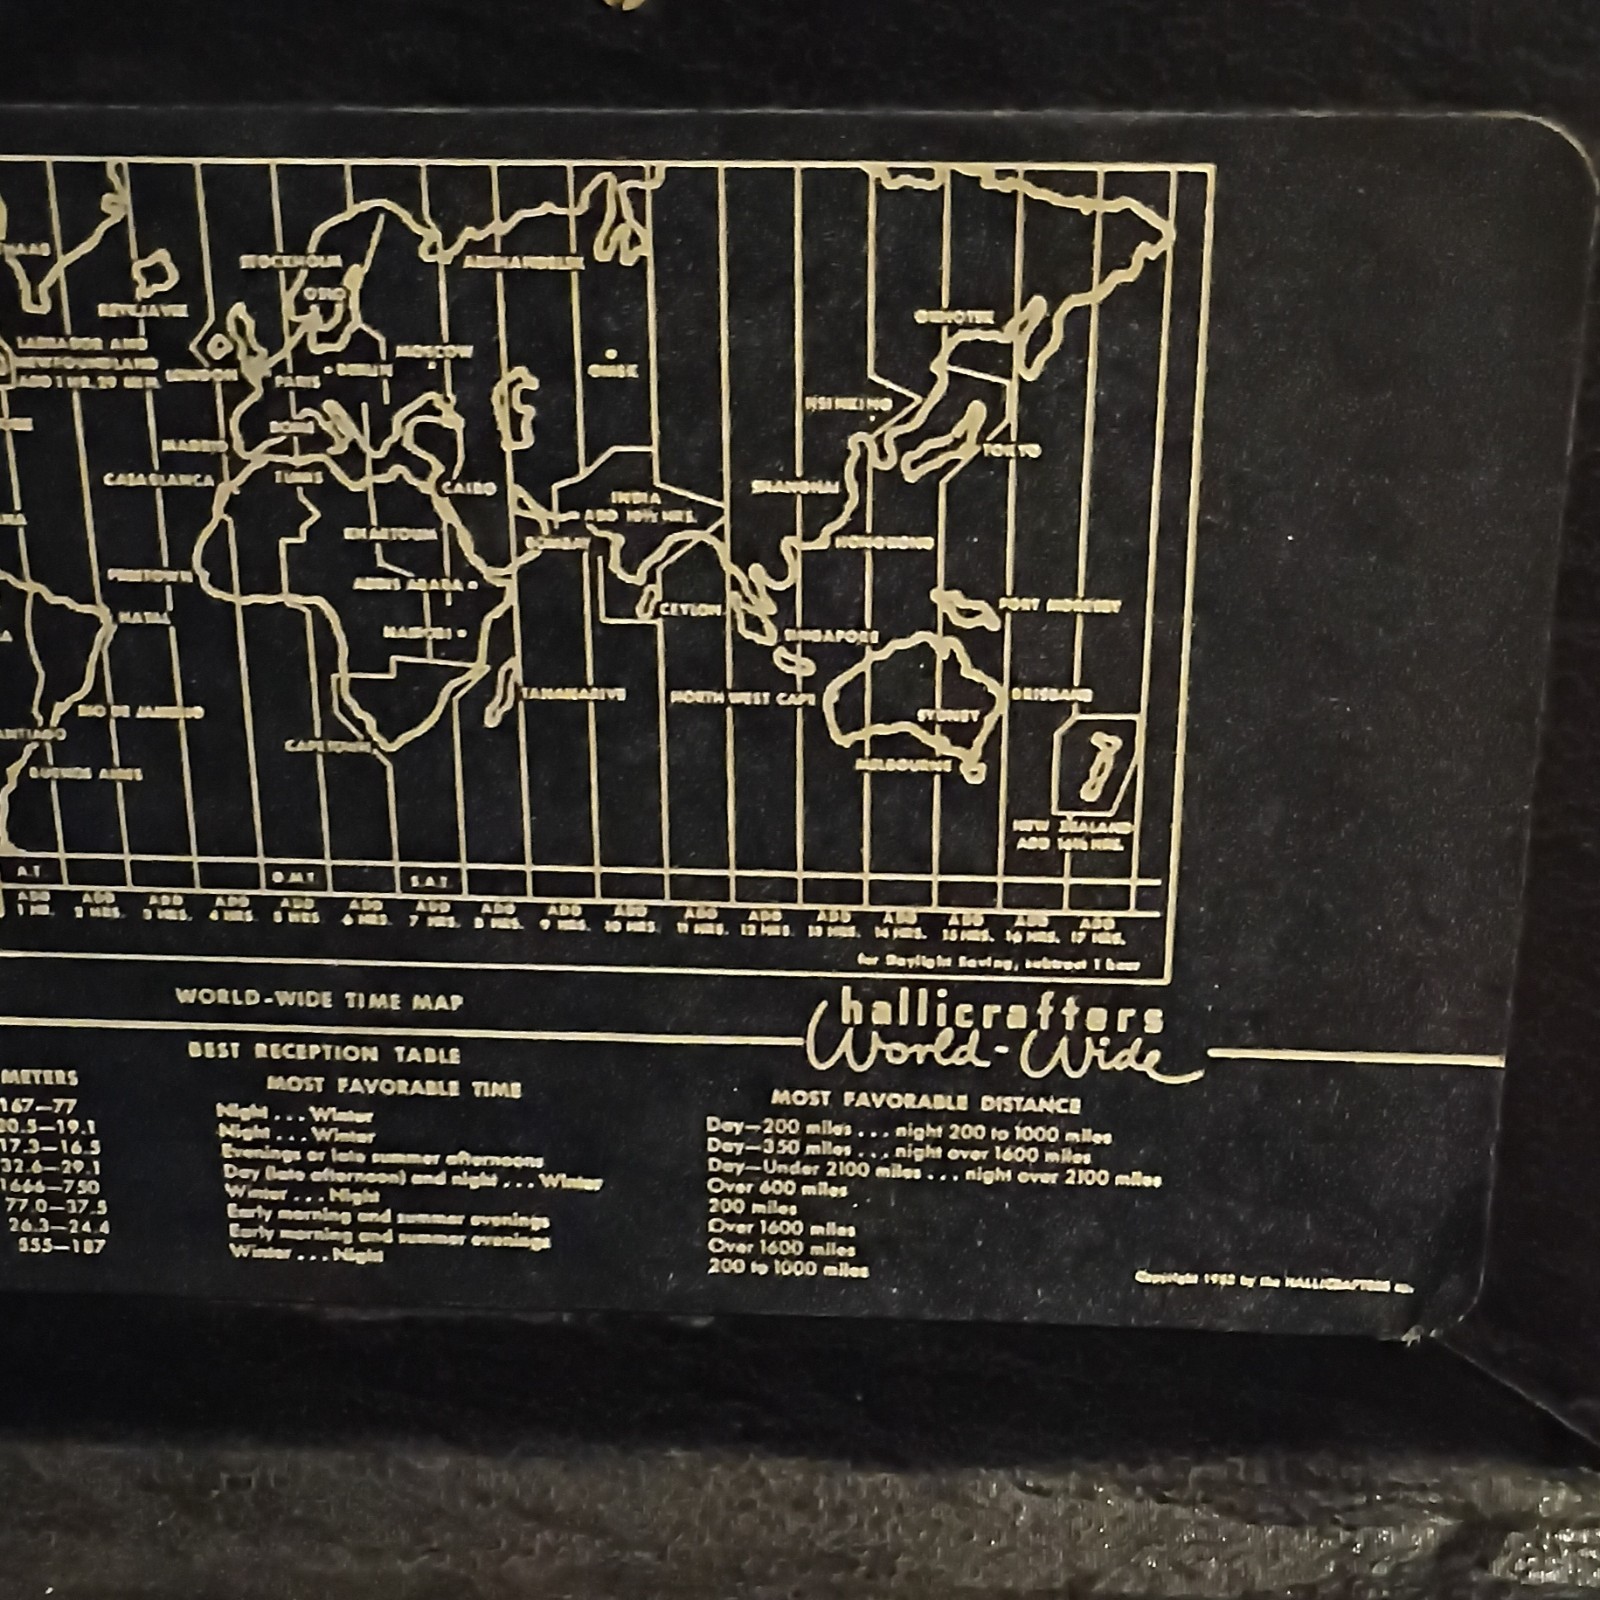 STOCKHOLM
OSLO
REYKJAVIK
LABRADOR AND
NEWFOUNDLAND
ADD 1 HR. 29 MIN.
LONDON
PARIS
BERLIN
MOSCOW
OMSK
HSINKING
MADRID
ROME
TOKYO
CASABLANCA
TUNIS
CAIRO
SHANGHAI
INDIA
ADD 10½ HRS.
KHARTOUM
BOMBAY
HONGKONG
FREETOWN
ADDIS ABABA
CEYLON
PORT MORESBY
NATAL
NAIROBI
SINGAPORE
TANANARIVE
NORTH WEST CAPE
BRISBANE
RIO DE JANEIRO
SYDNEY
CAPETOWN
MELBOURNE
BUENOS AIRES
NEW ZEALAND
ADD 16½ HRS.
A.T. G.M.T. S.A.T.
ADD ADD ADD ADD ADD ADD ADD ADD ADD ADD ADD ADD ADD ADD ADD ADD ADD
1 HR. 2 HRS. 3 HRS. 4 HRS. 5 HRS. 6 HRS. 7 HRS. 8 HRS. 9 HRS. 10 HRS. 11 HRS. 12 HRS. 13 HRS. 14 HRS. 15 HRS. 16 HRS. 17 HRS.
for Daylight Saving, subtract 1 hour
WORLD-WIDE TIME MAP
hallicrafters
World-Wide
BEST RECEPTION TABLE
METERS MOST FAVORABLE TIME MOST FAVORABLE DISTANCE
167—77 Night ... Winter Day—200 miles ... night 200 to 1000 miles
20.5—19.1 Night ... Winter Day—350 miles ... night over 1600 miles
17.3—16.5 Evenings or late summer afternoons Day—Under 2100 miles ... night over 2100 miles
32.6—29.1 Day (late afternoon) and night ... Winter Over 600 miles
1666—750 Winter ... Night 200 miles
77.0—37.5 Early morning and summer evenings Over 1600 miles
26.3—24.4 Early morning and summer evenings Over 1600 miles
555—187 Winter ... Night 200 to 1000 miles
Copyright 1952 by the HALLICRAFTERS co.